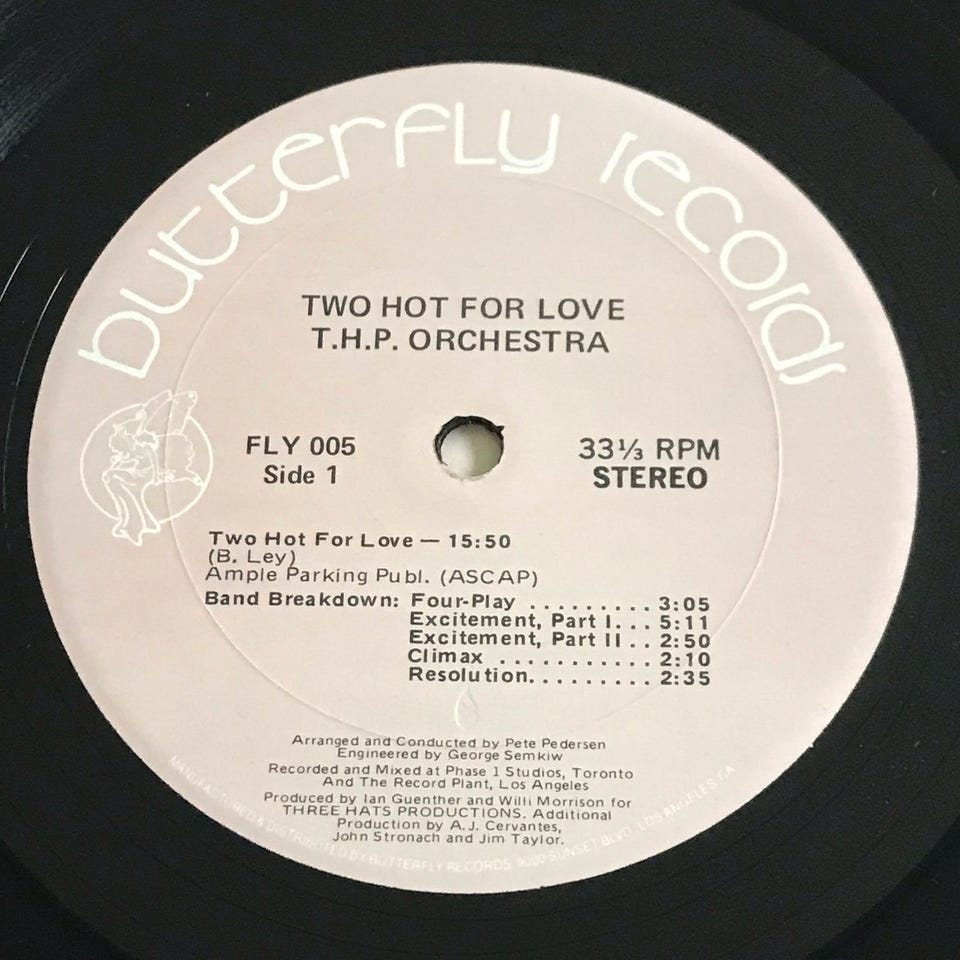 butterfly records
TWO HOT FOR LOVE
T.H.P. ORCHESTRA
FLY 005
Side 1
33⅓ RPM
STEREO
Two Hot For Love — 15:50
(B. Ley)
Ample Parking Publ. (ASCAP)
Band Breakdown: Four-Play ......... 3:05
Excitement, Part I... 5:11
Excitement, Part II .. 2:50
Climax ........... 2:10
Resolution......... 2:35
Arranged and Conducted by Pete Pedersen
Engineered by George Semkiw
Recorded and Mixed at Phase 1 Studios, Toronto
And The Record Plant, Los Angeles
Produced by Ian Guenther and Willi Morrison for
THREE HATS PRODUCTIONS. Additional
Production by A.J. Cervantes,
John Stronach and Jim Taylor.
MANUFACTURED & DISTRIBUTED BY BUTTERFLY RECORDS 9000 SUNSET BLVD. LOS ANGELES, CA